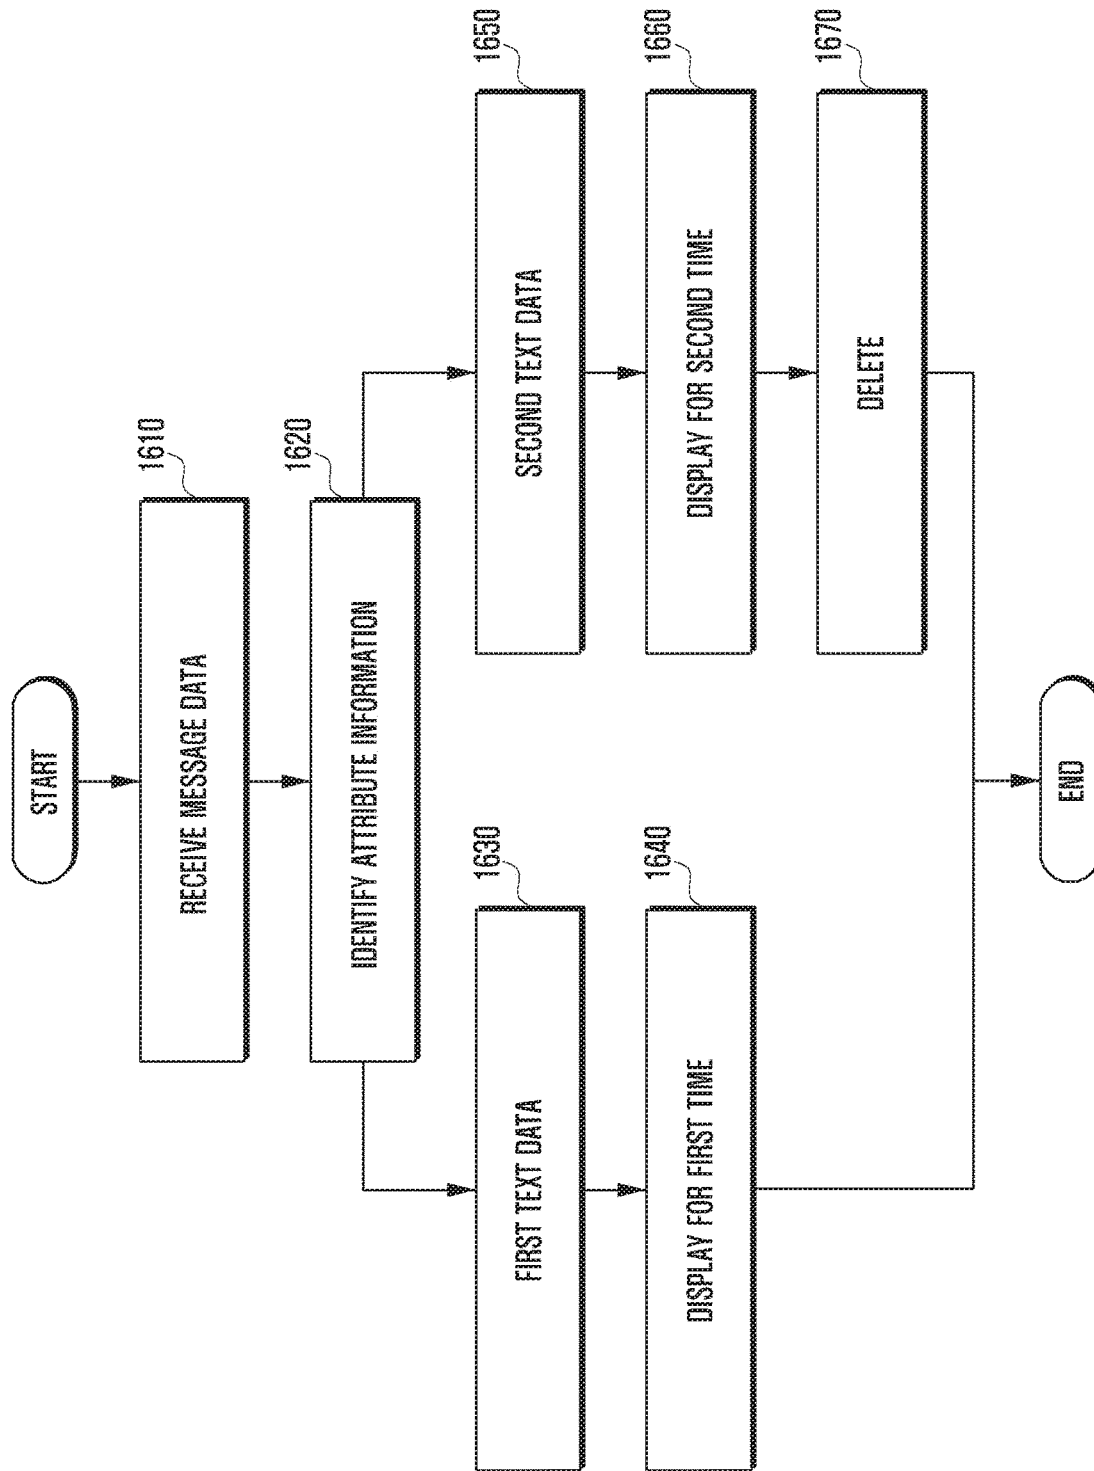 START
1610
RECEIVE MESSAGE DATA
1620
IDENTIFY ATTRIBUTE INFORMATION
1630
FIRST TEXT DATA
1640
DISPLAY FOR FIRST TIME
1650
SECOND TEXT DATA
1660
DISPLAY FOR SECOND TIME
1670
DELETE
END